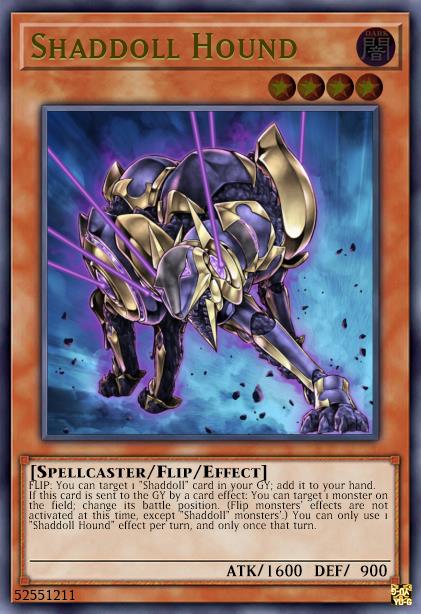 Shaddoll Hound
DARK
闇
[Spellcaster/Flip/Effect]
FLIP: You can target 1 "Shaddoll" card in your GY; add it to your hand.
If this card is sent to the GY by a card effect: You can target 1 monster on
the field; change its battle position. (Flip monsters' effects are not
activated at this time, except "Shaddoll" monsters'.) You can only use 1
"Shaddoll Hound" effect per turn, and only once that turn.
ATK/1600 DEF/ 900
52551211